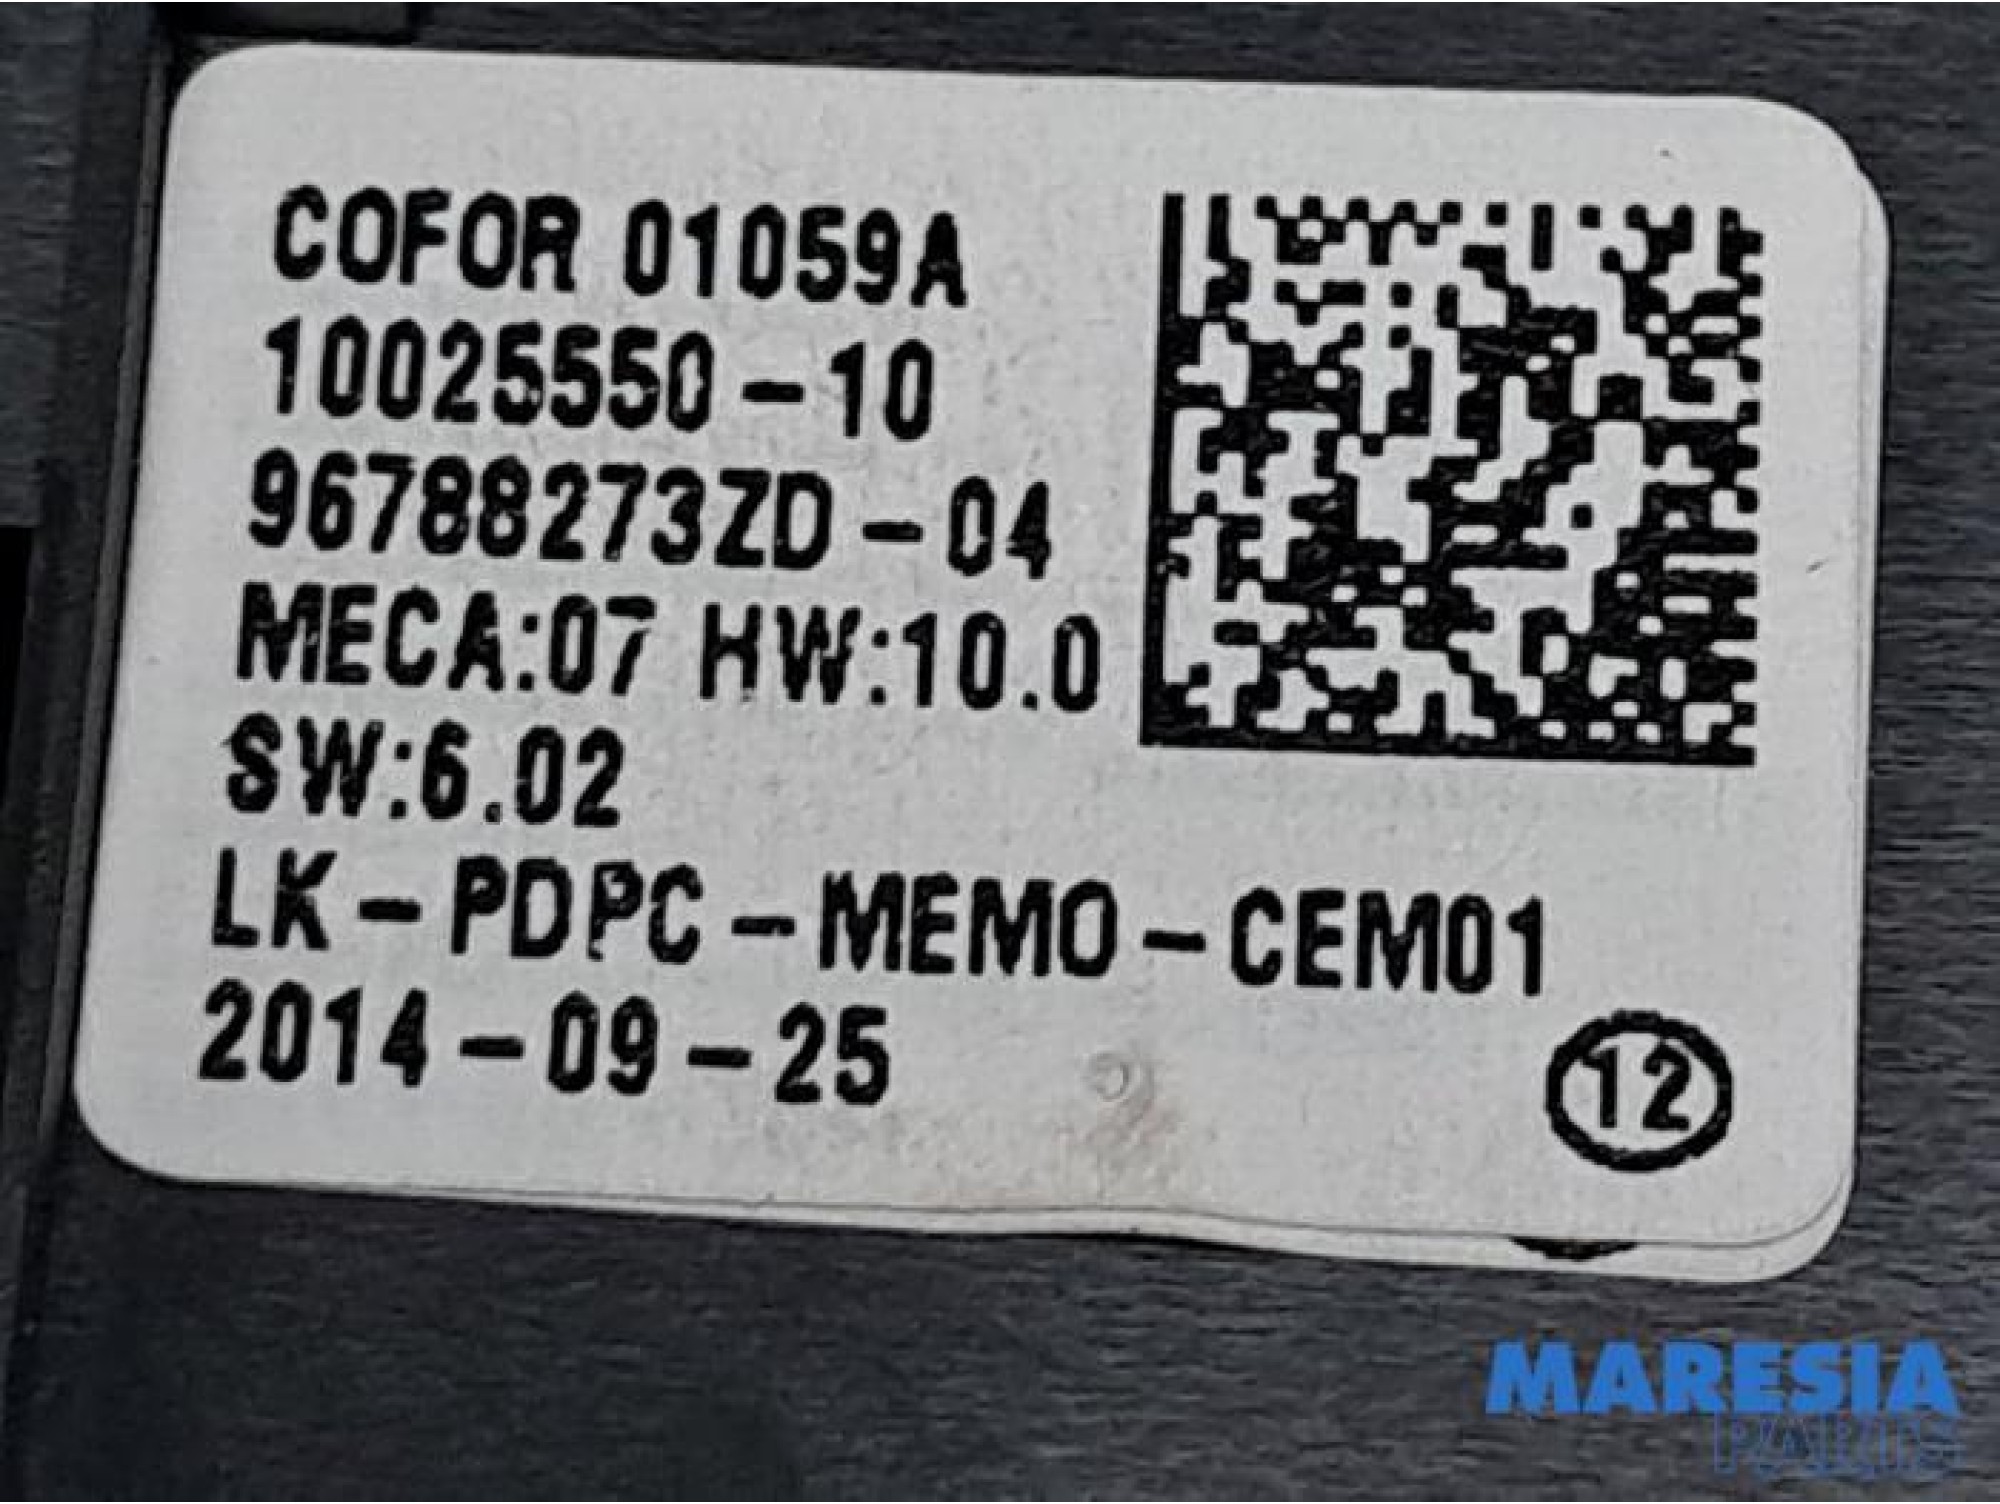 COFOR 01059A
10025550-10
96788273ZD-04
MECA:07 HW:10.0
SW:6.02
LK-PDPC-MEMO-CEM01
2014-09-25
12
MARESIA
PARTS